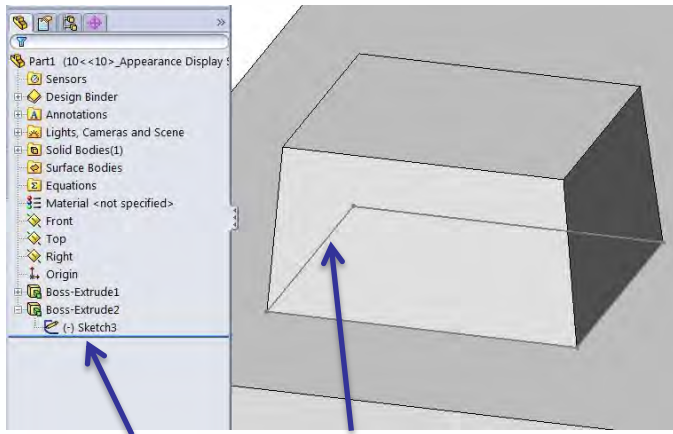 »
Part1 (10<<10>_Appearance Display S
Sensors
Design Binder
A Annotations
Lights, Cameras and Scene
Solid Bodies(1)
Surface Bodies
Σ Equations
Material <not specified>
Front
Top
Right
Origin
Boss-Extrude1
Boss-Extrude2
(-) Sketch3